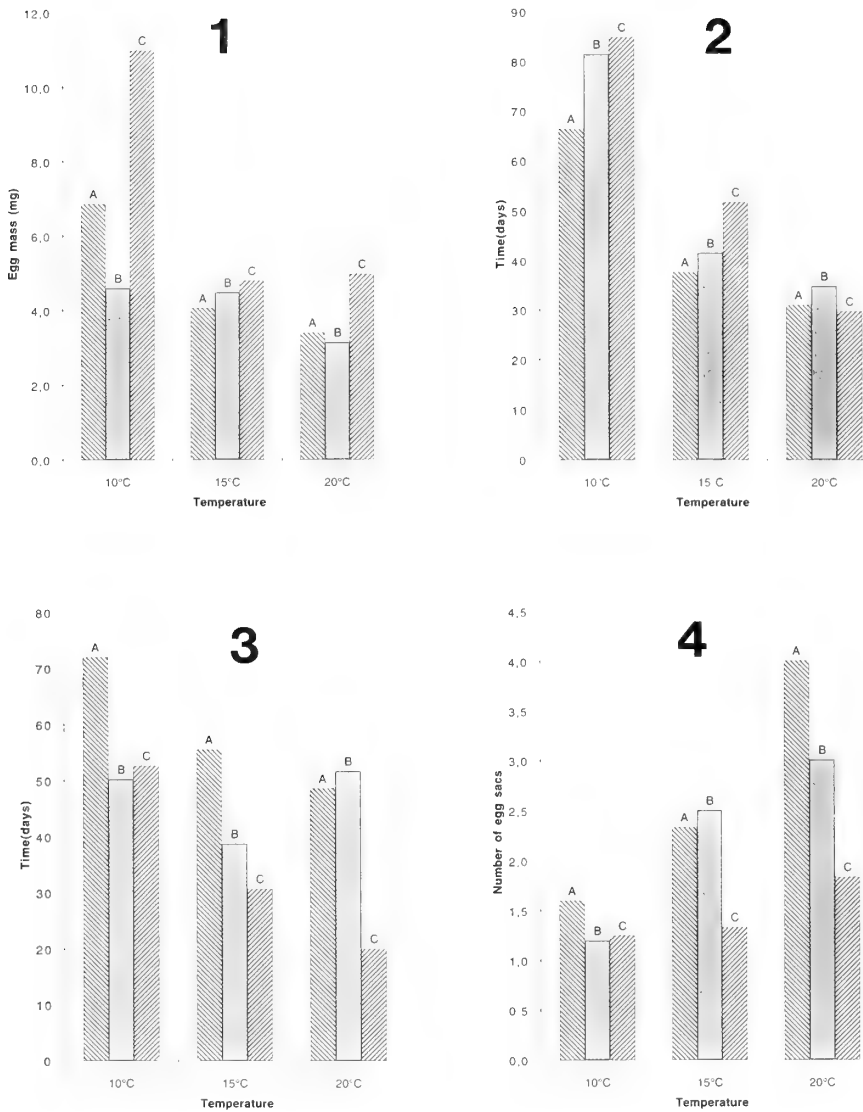 1
12,0
10,0
8,0
6,0
4,0
2,0
0,0
Egg mass (mg)
A
B
C
A
B
C
A
B
C
10°C
15°C
20°C
Temperature
2
90
80
70
60
50
40
30
20
10
0
Time(days)
A
B
C
A
B
C
A
B
C
10°C
15 C
20°C
Temperature
3
80
70
60
50
40
30
20
10
0
Time(days)
A
B
C
A
B
C
A
B
C
10°C
15°C
20°C
Temperature
4
4,5
4,0
3,5
3,0
2,5
2,0
1,5
1,0
0 5
0,0
Number of egg sacs
A
B
C
A
B
C
A
B
C
10°C
15°C
20°C
Temperature